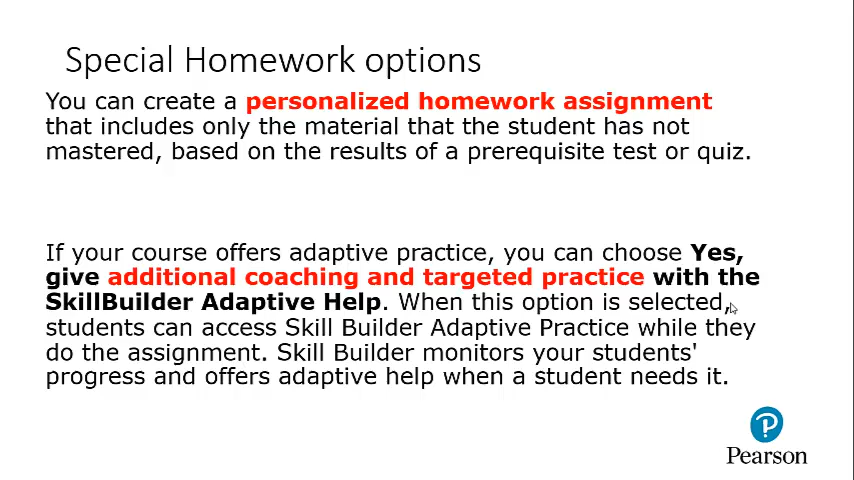 Special Homework options
You can create a personalized homework assignment
that includes only the material that the student has not
mastered, based on the results of a prerequisite test or quiz.
If your course offers adaptive practice, you can choose Yes,
give additional coaching and targeted practice with the
SkillBuilder Adaptive Help. When this option is selected,
students can access Skill Builder Adaptive Practice while they
do the assignment. Skill Builder monitors your students'
progress and offers adaptive help when a student needs it.
Pearson